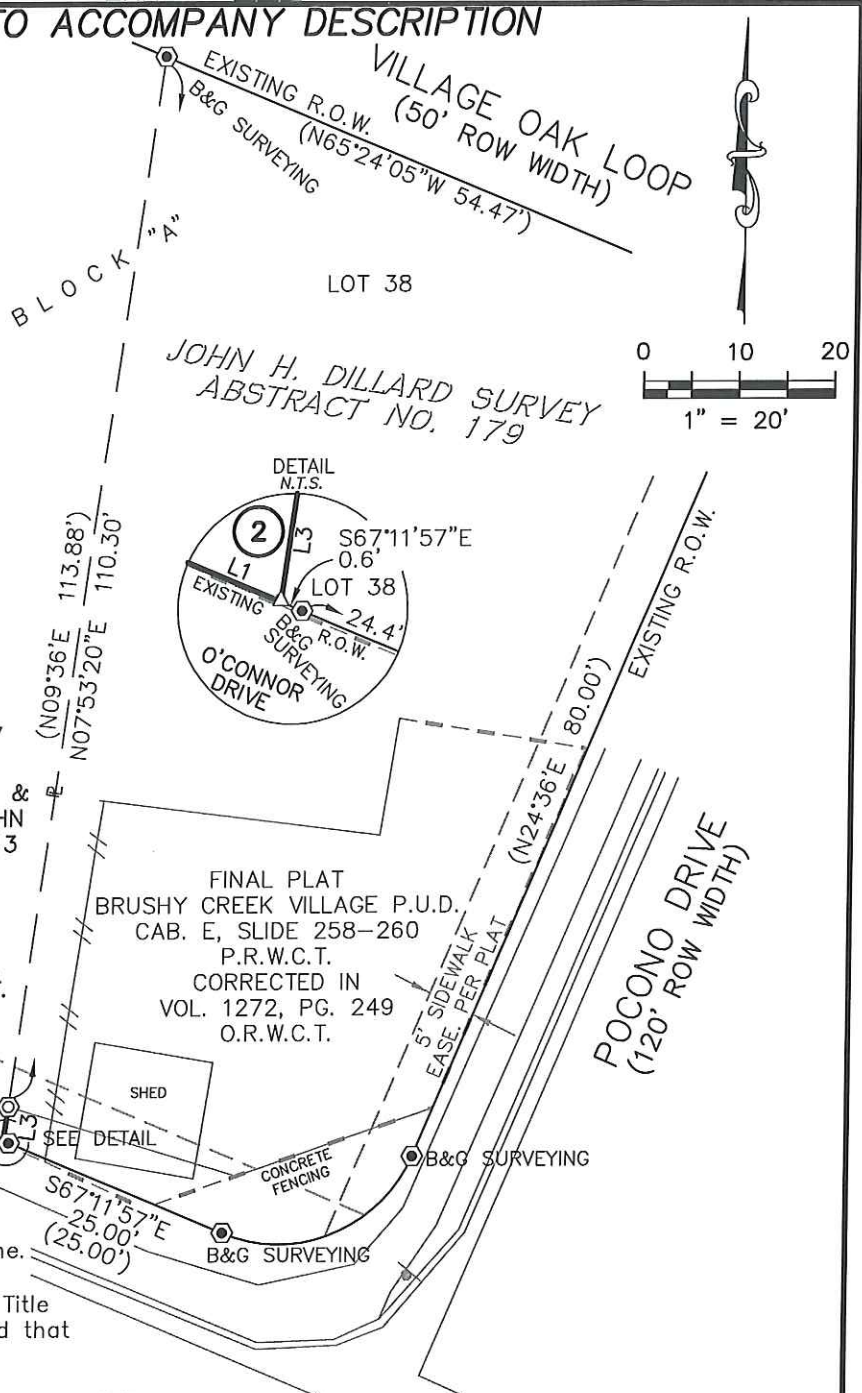 TO ACCOMPANY DESCRIPTION
EXISTING R.O.W.
B&G SURVEYING
(N65°24'05"W 54.47')
VILLAGE OAK LOOP
(50' ROW WIDTH)
BLOCK "A"
LOT 38
JOHN H. DILLARD SURVEY
ABSTRACT NO. 179
0 10 20
1" = 20'
DETAIL
N.T.S.
2
L3
L1
S67°11'57"E
0.6'
LOT 38
EXISTING R.O.W.
24.4'
B&G
SURVEYING
O'CONNOR
DRIVE
(N09°36'E 113.88')
N07°53'20"E 110.30'
EXISTING R.O.W.
(N24°36'E 80.00')
&
HN
3
FINAL PLAT
BRUSHY CREEK VILLAGE P.U.D.
CAB. E, SLIDE 258-260
P.R.W.C.T.
CORRECTED IN
VOL. 1272, PG. 249
O.R.W.C.T.
5' SIDEWALK
EASE. PER PLAT
POCONO DRIVE
(120' ROW WIDTH)
SHED
L3
SEE DETAIL
CONCRETE
FENCING
B&G SURVEYING
S67°11'57"E
25.00'
(25.00')
B&G SURVEYING
ne.
Title
d that